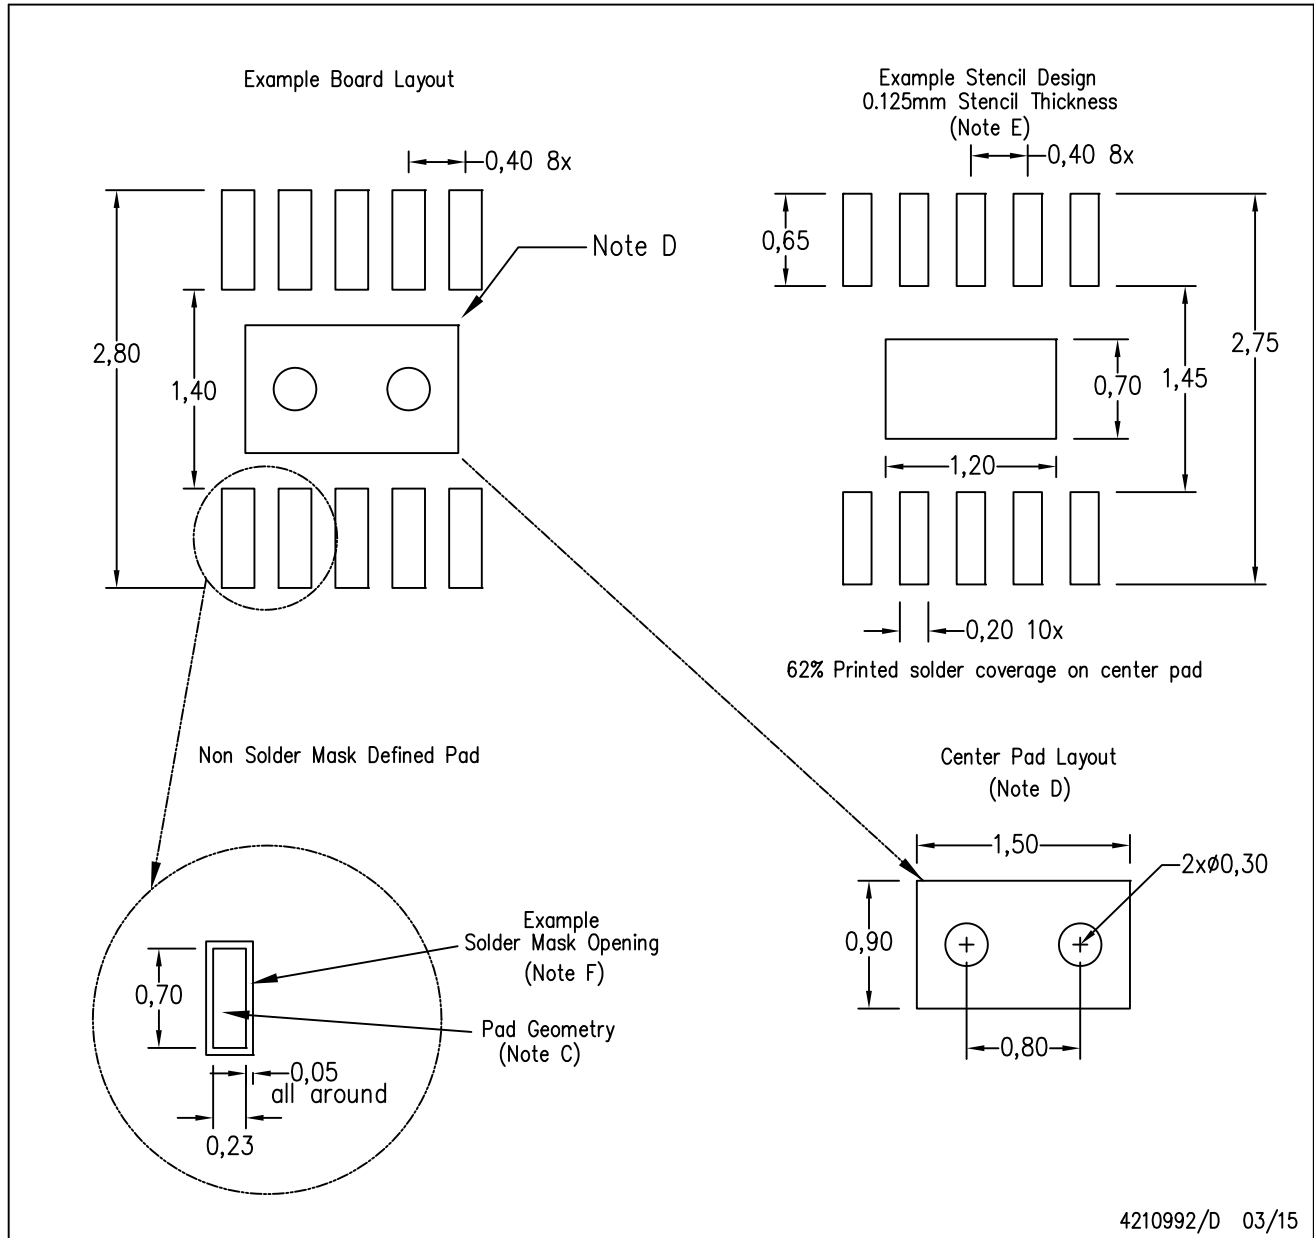 Example Board Layout
0,40 8x
Note D
2,80
1,40
Example Stencil Design
0.125mm Stencil Thickness
(Note E)
0,40 8x
0,65
2,75
1,45
0,70
1,20
0,20 10x
62% Printed solder coverage on center pad
Non Solder Mask Defined Pad
Example
Solder Mask Opening
(Note F)
0,70
Pad Geometry
(Note C)
0,05
all around
0,23
Center Pad Layout
(Note D)
1,50
2xø0,30
0,90
0,80
4210992/D 03/15